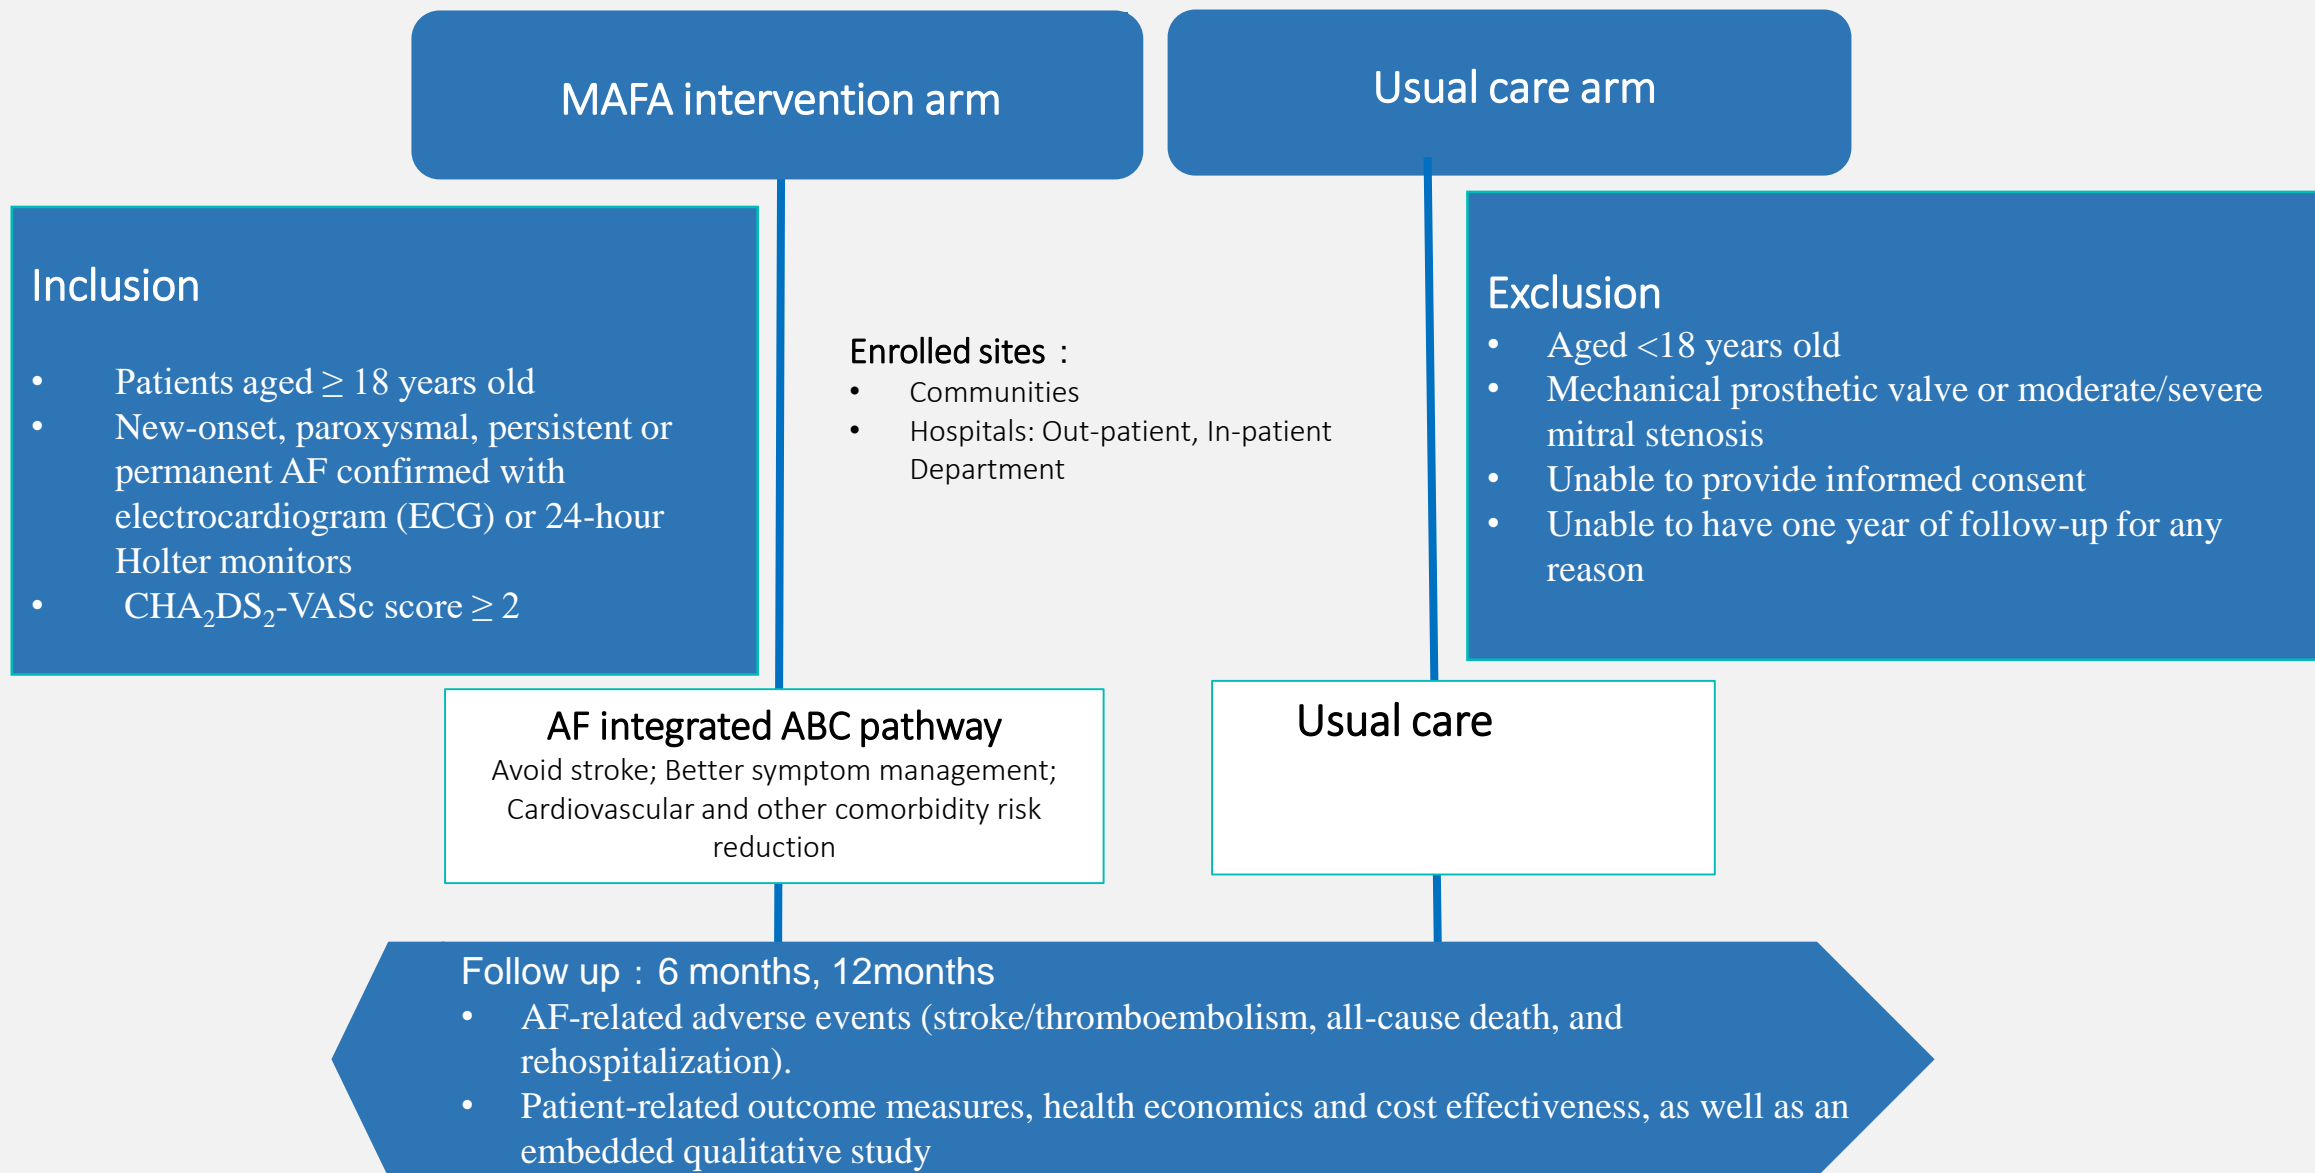 MAFA intervention arm
Usual care arm
Inclusion
• Patients aged ≥ 18 years old
• New-onset, paroxysmal, persistent or
permanent AF confirmed with
electrocardiogram (ECG) or 24-hour
Holter monitors
• CHA₂DS₂-VASc score ≥ 2
Enrolled sites：
• Communities
• Hospitals: Out-patient, In-patient
Department
Exclusion
• Aged <18 years old
• Mechanical prosthetic valve or moderate/severe
mitral stenosis
• Unable to provide informed consent
• Unable to have one year of follow-up for any
reason
AF integrated ABC pathway
Avoid stroke; Better symptom management;
Cardiovascular and other comorbidity risk
reduction
Usual care
Follow up：6 months, 12months
• AF-related adverse events (stroke/thromboembolism, all-cause death, and
rehospitalization).
• Patient-related outcome measures, health economics and cost effectiveness, as well as an
embedded qualitative study